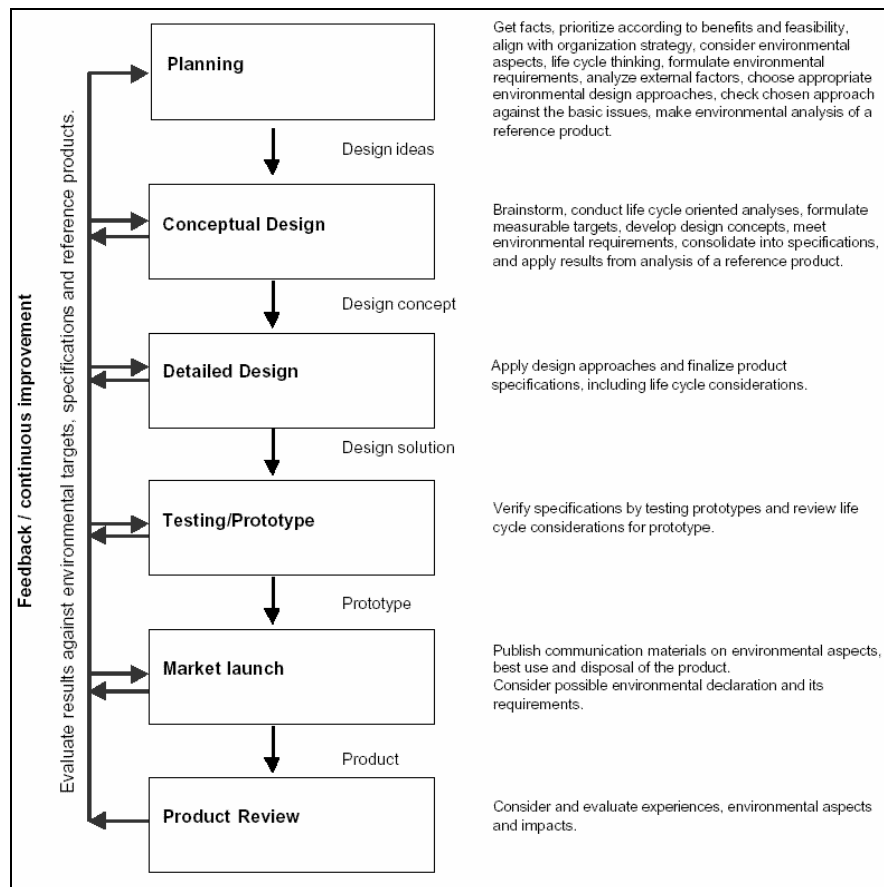 Feedback / continuous improvement
Evaluate results against environmental targets, specifications and reference products.
Planning
Get facts, prioritize according to benefits and feasibility,
align with organization strategy, consider environmental
aspects, life cycle thinking, formulate environmental
requirements, analyze external factors, choose appropriate
environmental design approaches, check chosen approach
against the basic issues, make environmental analysis of a
reference product.
Design ideas
Conceptual Design
Brainstorm, conduct life cycle oriented analyses, formulate
measurable targets, develop design concepts, meet
environmental requirements, consolidate into specifications,
and apply results from analysis of a reference product.
Design concept
Detailed Design
Apply design approaches and finalize product
specifications, including life cycle considerations.
Design solution
Testing/Prototype
Verify specifications by testing prototypes and review life
cycle considerations for prototype.
Prototype
Market launch
Publish communication materials on environmental aspects,
best use and disposal of the product.
Consider possible environmental declaration and its
requirements.
Product
Product Review
Consider and evaluate experiences, environmental aspects
and impacts.